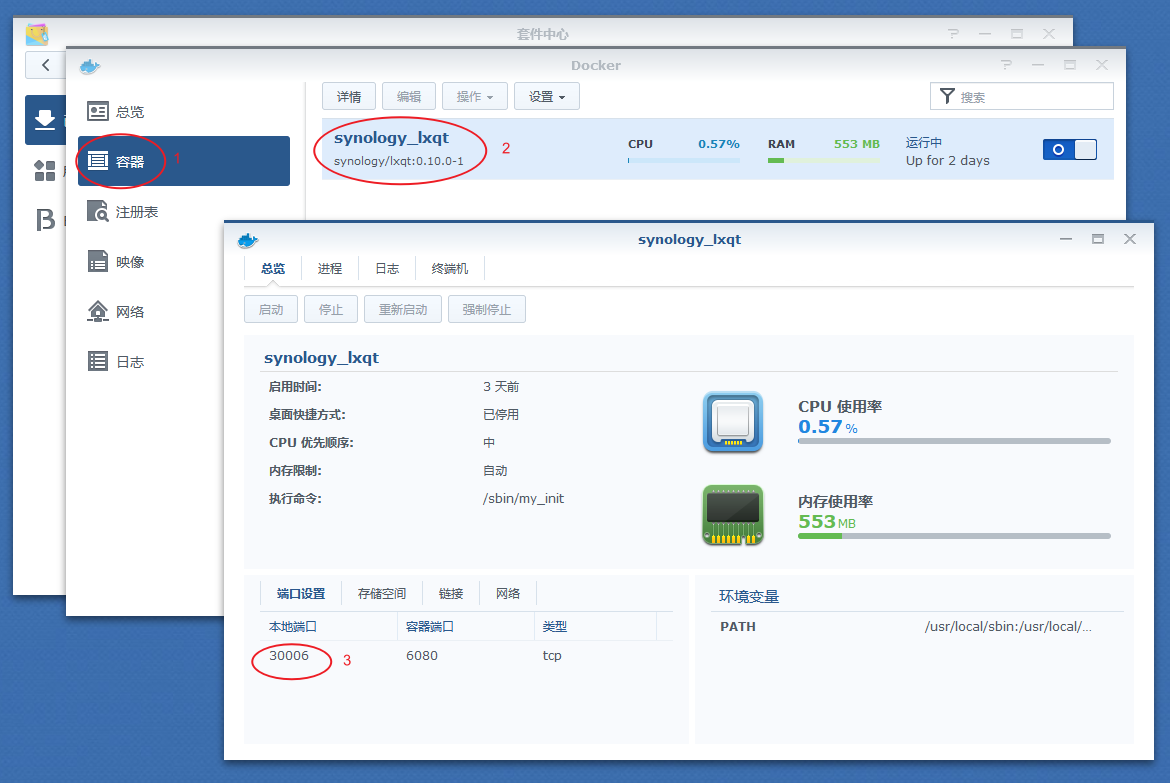 套件中心
Docker
总览
容器
1
注册表
映像
网络
日志
详情
编辑
操作
设置
搜索
synology_lxqt
synology/lxqt:0.10.0-1
2
CPU 0.57%
RAM 553 MB
运行中
Up for 2 days
synology_lxqt
总览 进程 日志 终端机
启动 停止 重新启动 强制停止
synology_lxqt
启用时间: 3 天前
桌面快捷方式: 已停用
CPU 优先顺序: 中
内存限制: 自动
执行命令: /sbin/my_init
CPU 使用率
0.57 %
内存使用率
553 MB
端口设置 存储空间 链接 网络
本地端口 容器端口 类型
30006 6080 tcp
3
环境变量
PATH /usr/local/sbin:/usr/local/...